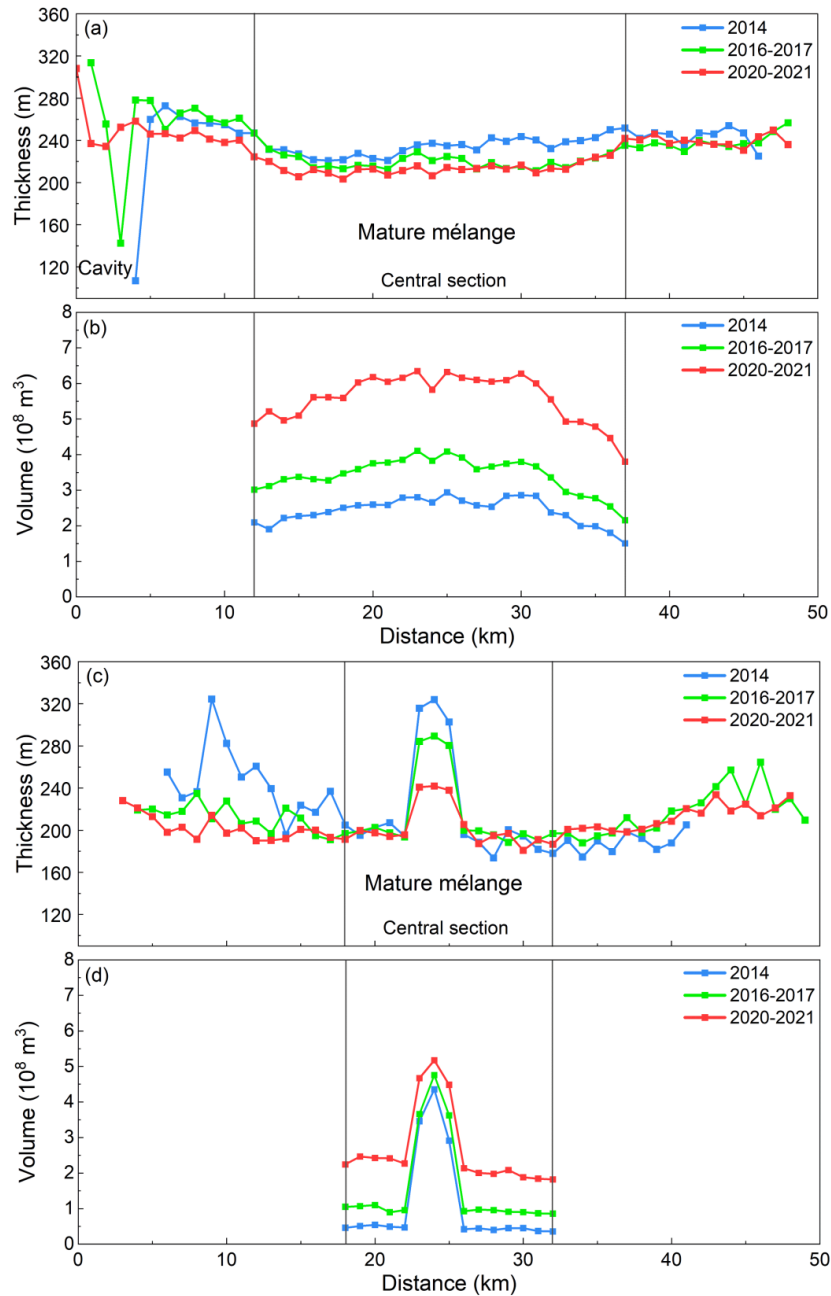 (a)
2014
2016-2017
2020-2021
360
320
280
240
200
160
120
Thickness (m)
Cavity
Mature mélange
Central section
(b)
2014
2016-2017
2020-2021
8
7
6
5
4
3
2
1
0
Volume (10⁸ m³)
0 10 20 30 40 50
Distance (km)
(c)
2014
2016-2017
2020-2021
360
320
280
240
200
160
120
Thickness (m)
Mature mélange
Central section
(d)
2014
2016-2017
2020-2021
8
7
6
5
4
3
2
1
0
Volume (10⁸ m³)
0 10 20 30 40 50
Distance (km)